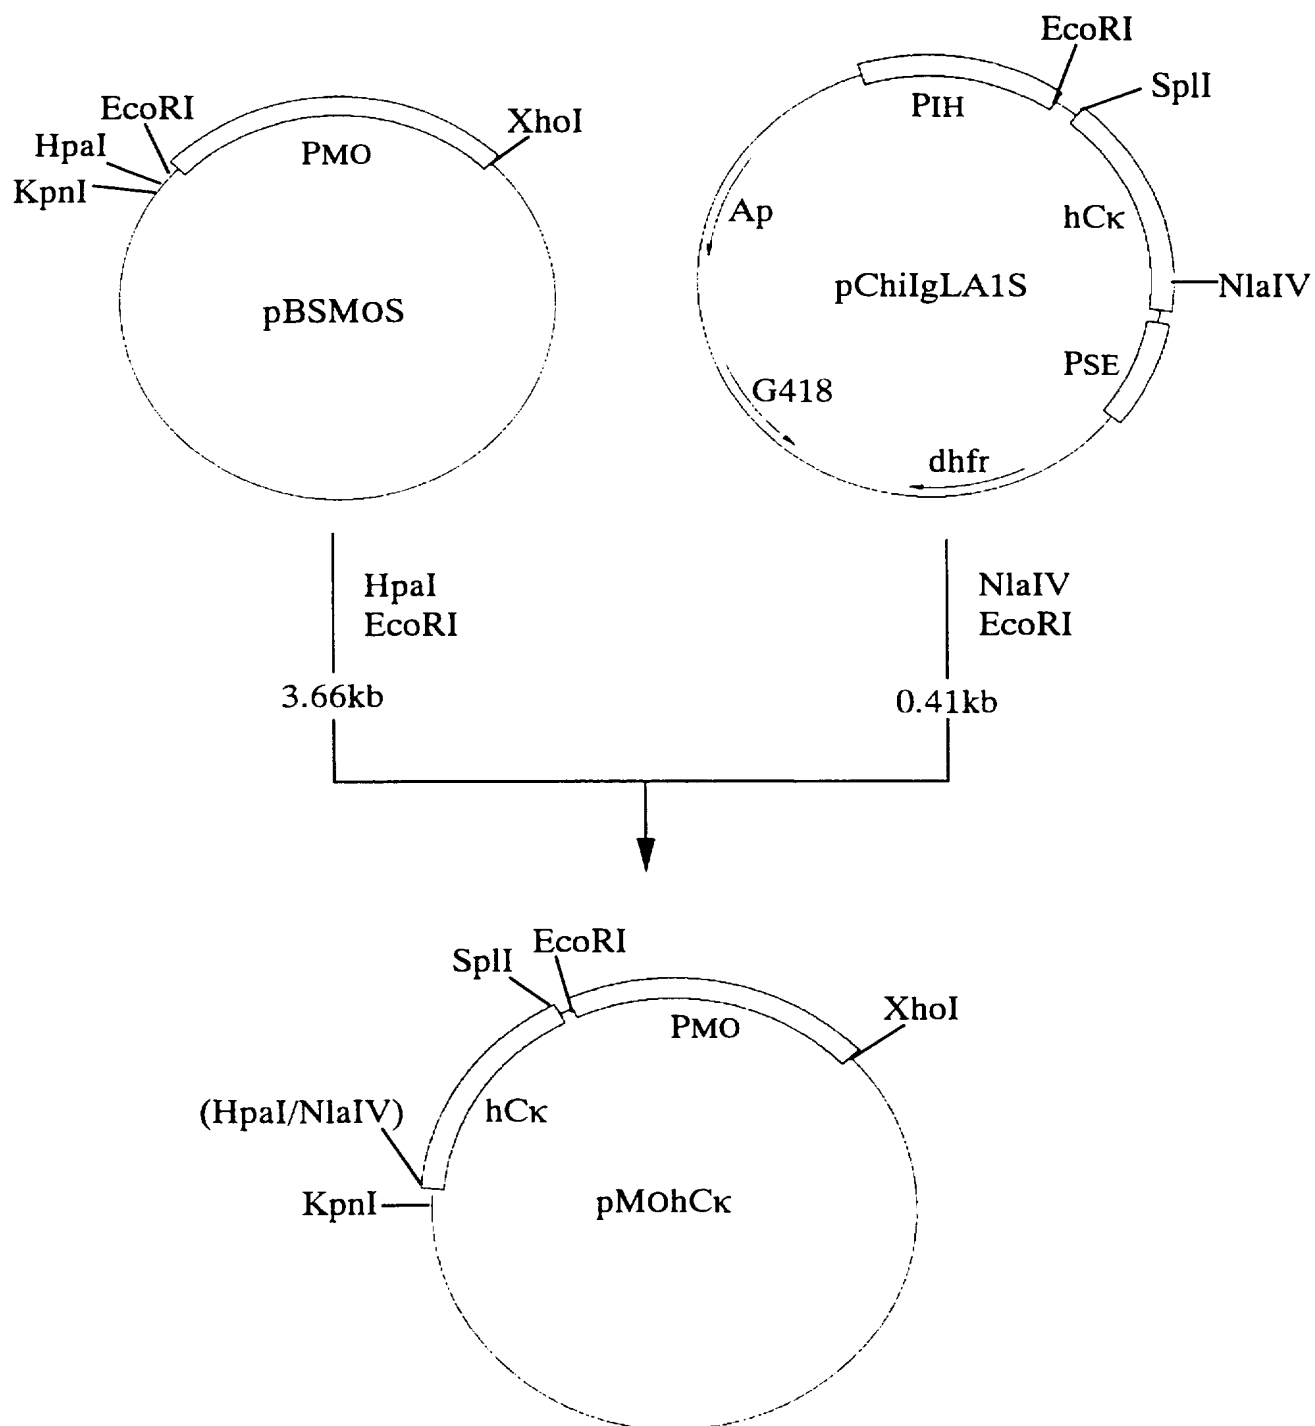 EcoRI
HpaI
KpnI
PMO
XhoI
pBSMOS
EcoRI
SplI
PIH
Ap
hCκ
pChiIgLA1S
NlaIV
PSE
G418
dhfr
HpaI
EcoRI
3.66kb
NlaIV
EcoRI
0.41kb
SplI
EcoRI
XhoI
PMO
(HpaI/NlaIV)
hCκ
KpnI
pMOhCκ